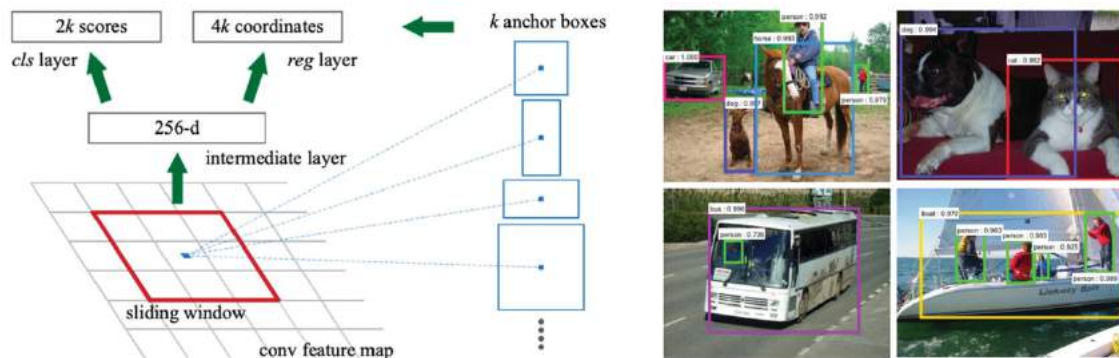 2k scores
4k coordinates
k anchor boxes
cls layer
reg layer
256-d
intermediate layer
sliding window
conv feature map
person : 0.992
horse : 0.993
car : 1.000
dog : 0.997
person : 0.979
dog : 0.994
cat : 0.982
bus : 0.996
person : 0.736
boat : 0.970
person : 0.983
person : 0.983
person : 0.925
person : 0.989